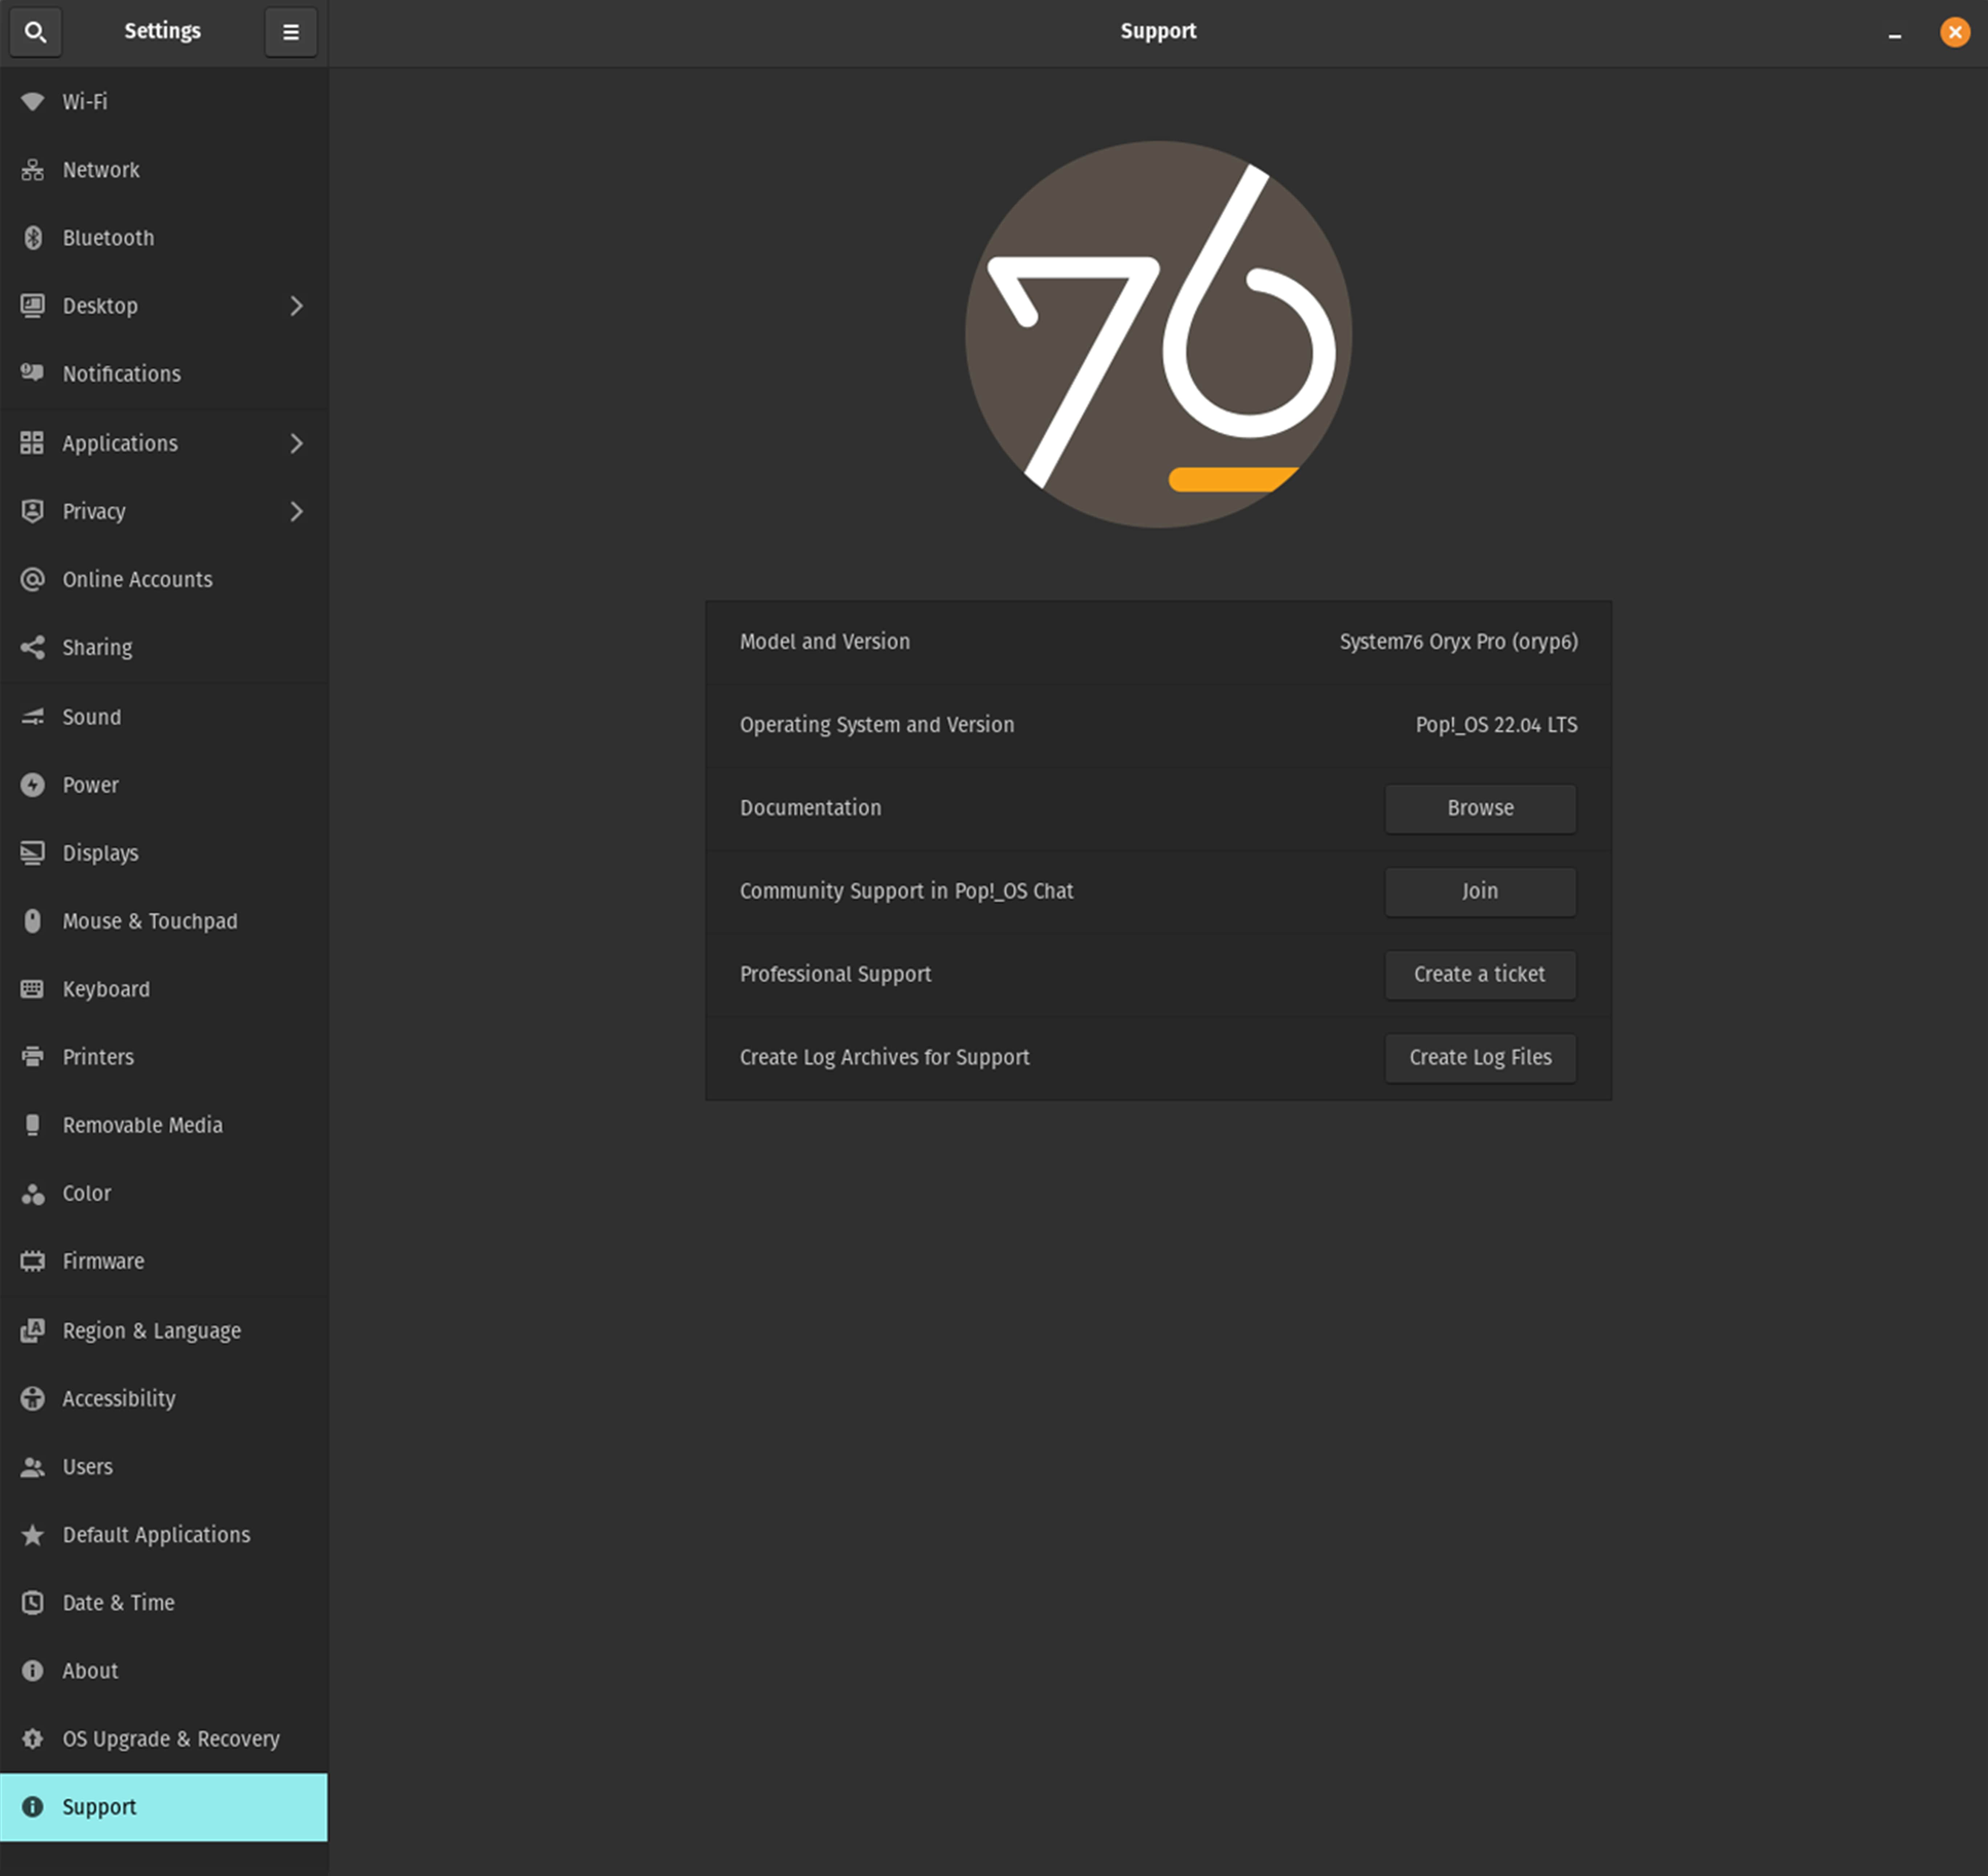 Settings
Support
Wi-Fi
Network
Bluetooth
Desktop
Notifications
Applications
Privacy
Online Accounts
Sharing
Sound
Power
Displays
Mouse & Touchpad
Keyboard
Printers
Removable Media
Color
Firmware
Region & Language
Accessibility
Users
Default Applications
Date & Time
About
OS Upgrade & Recovery
Support
76
Model and Version System76 Oryx Pro (oryp6)
Operating System and Version Pop!_OS 22.04 LTS
Documentation Browse
Community Support in Pop!_OS Chat Join
Professional Support Create a ticket
Create Log Archives for Support Create Log Files